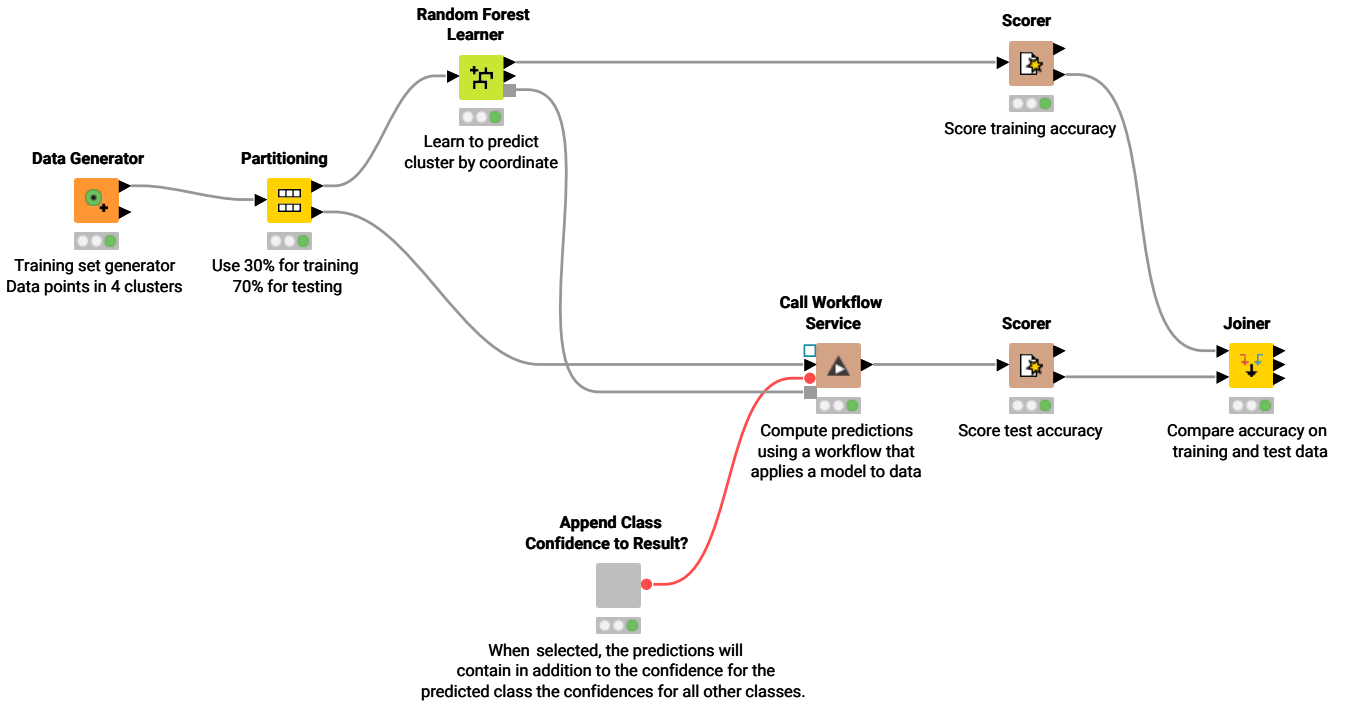 Random Forest
Learner
Learn to predict
cluster by coordinate
Scorer
Score training accuracy
Data Generator
Training set generator
Data points in 4 clusters
Partitioning
Use 30% for training
70% for testing
Call Workflow
Service
Compute predictions
using a workflow that
applies a model to data
Scorer
Score test accuracy
Joiner
Compare accuracy on
training and test data
Append Class
Confidence to Result?
When selected, the predictions will
contain in addition to the confidence for the
predicted class the confidences for all other classes.